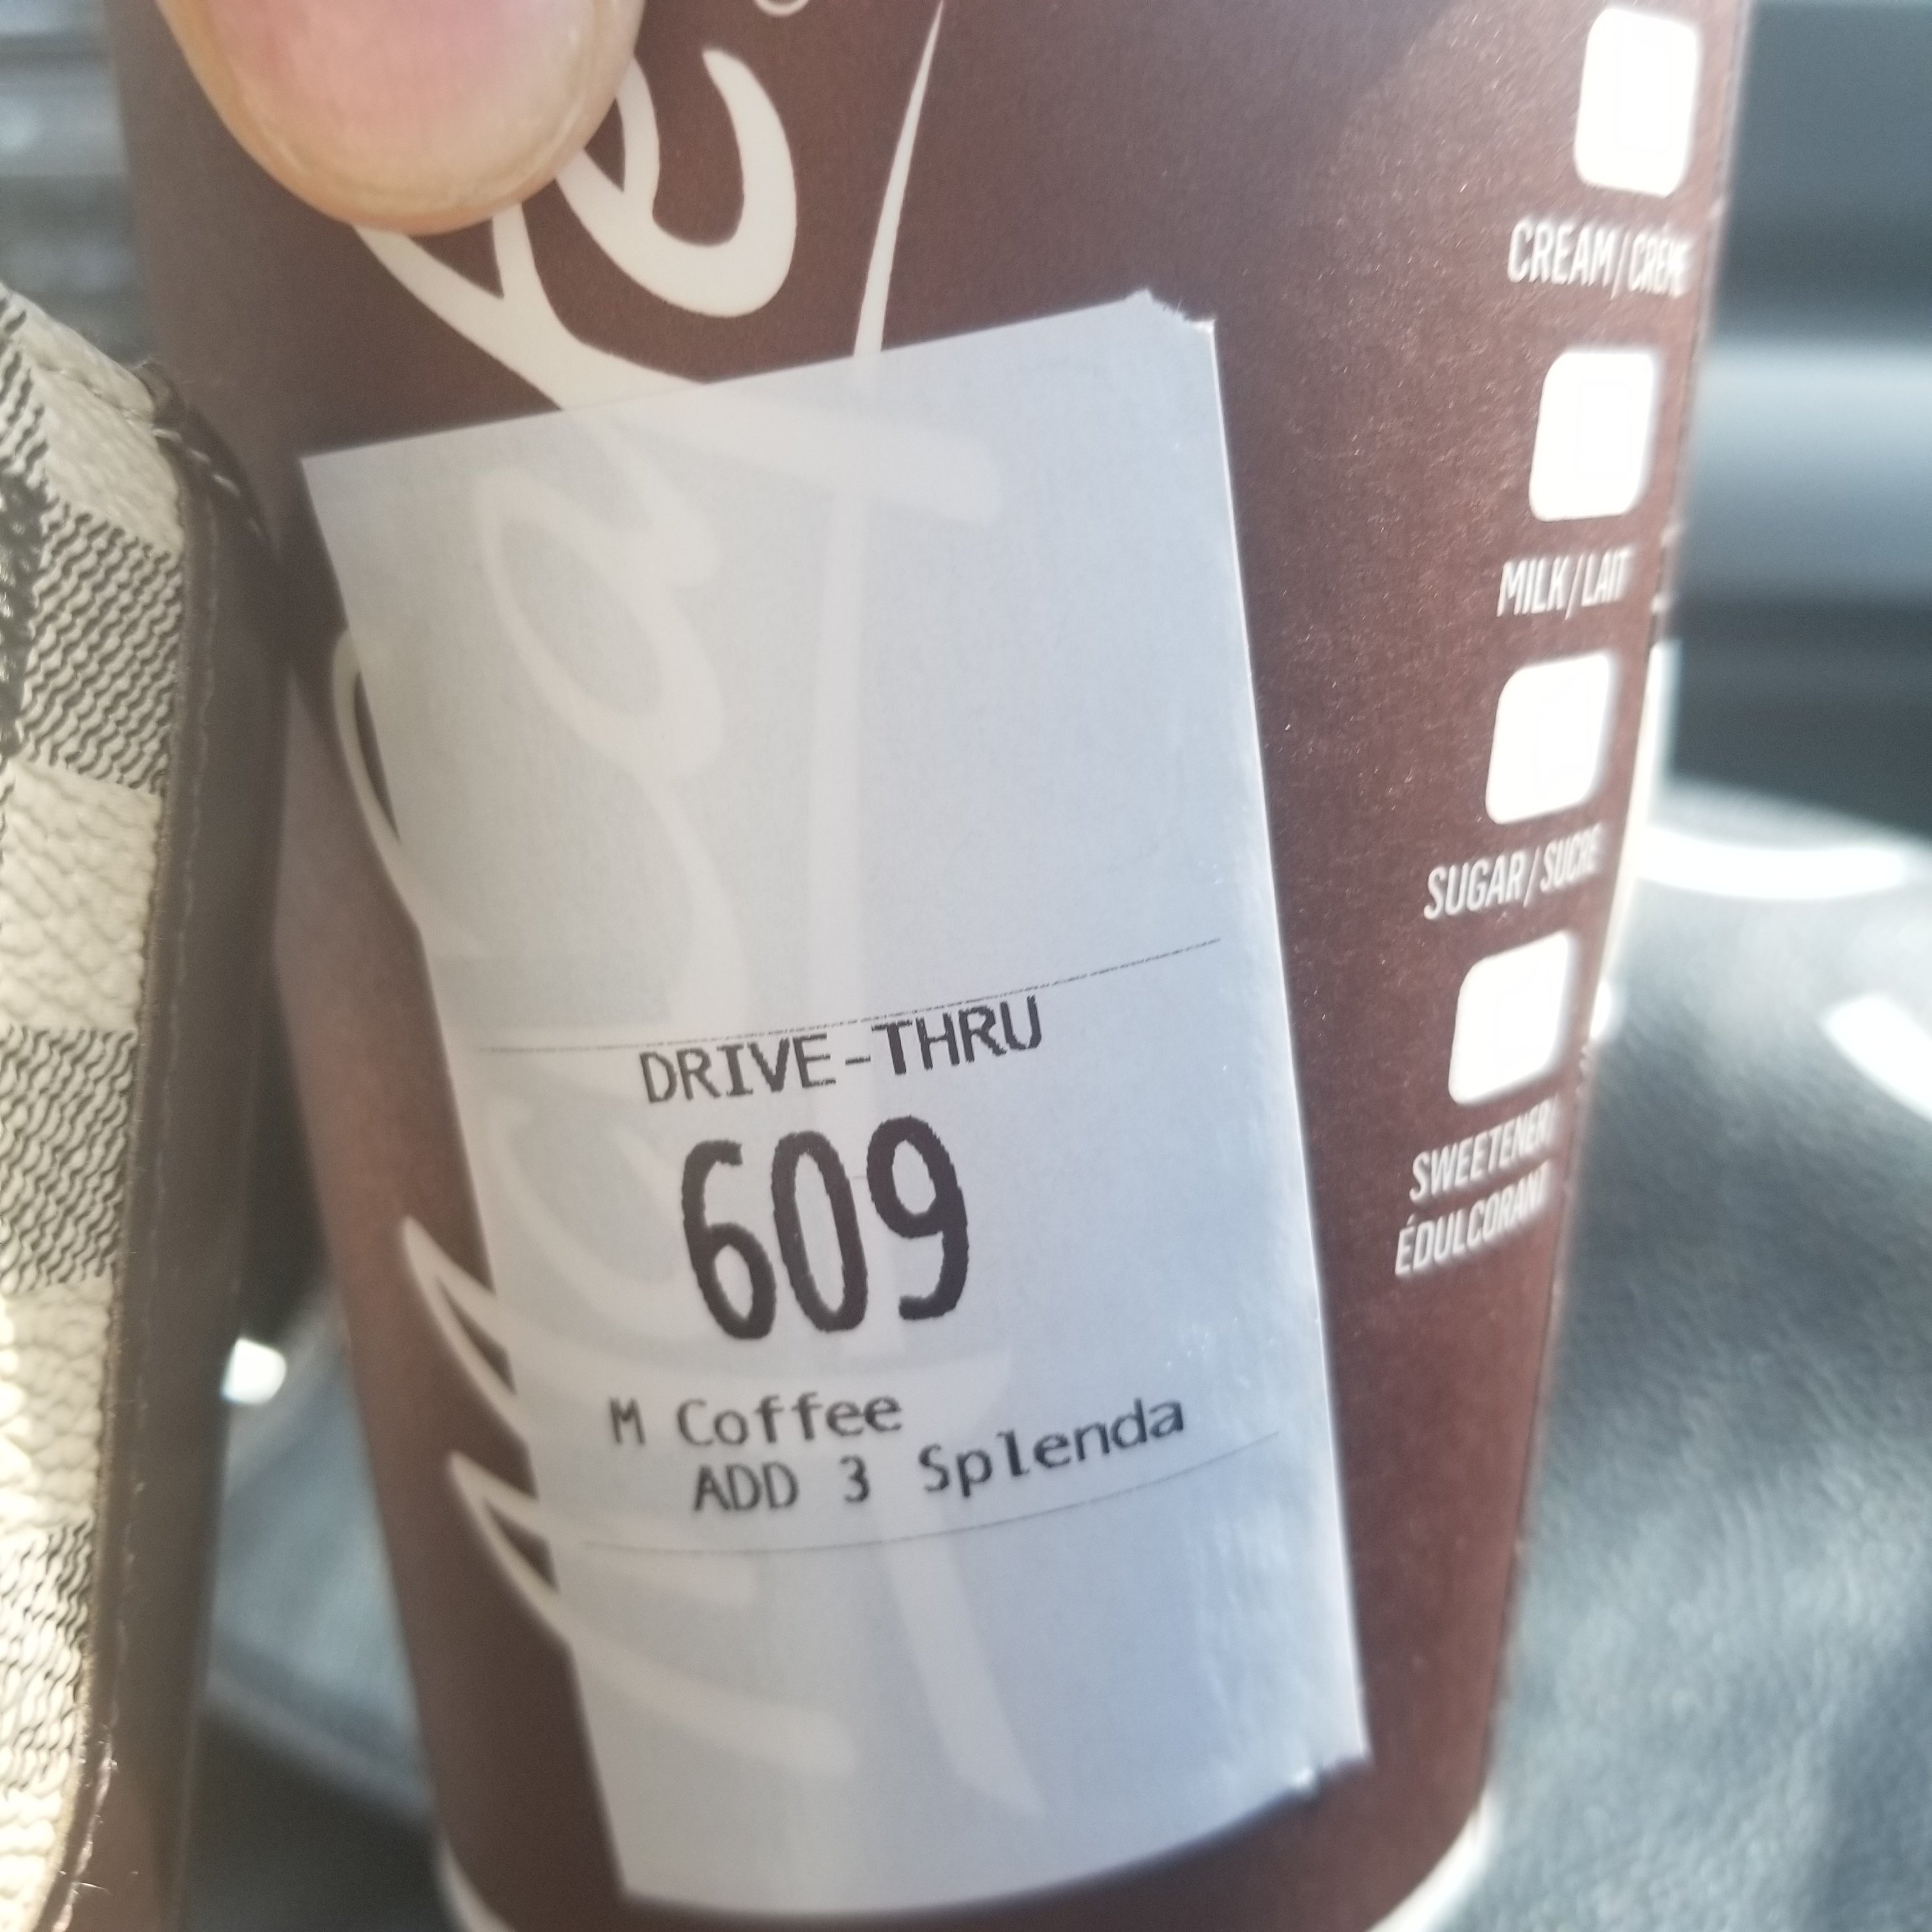 CREAM/CRÈME
MILK/LAIT
SUGAR/SUCRE
SWEETENER/
ÉDULCORANT
DRIVE-THRU
609
M Coffee
ADD 3 Splenda